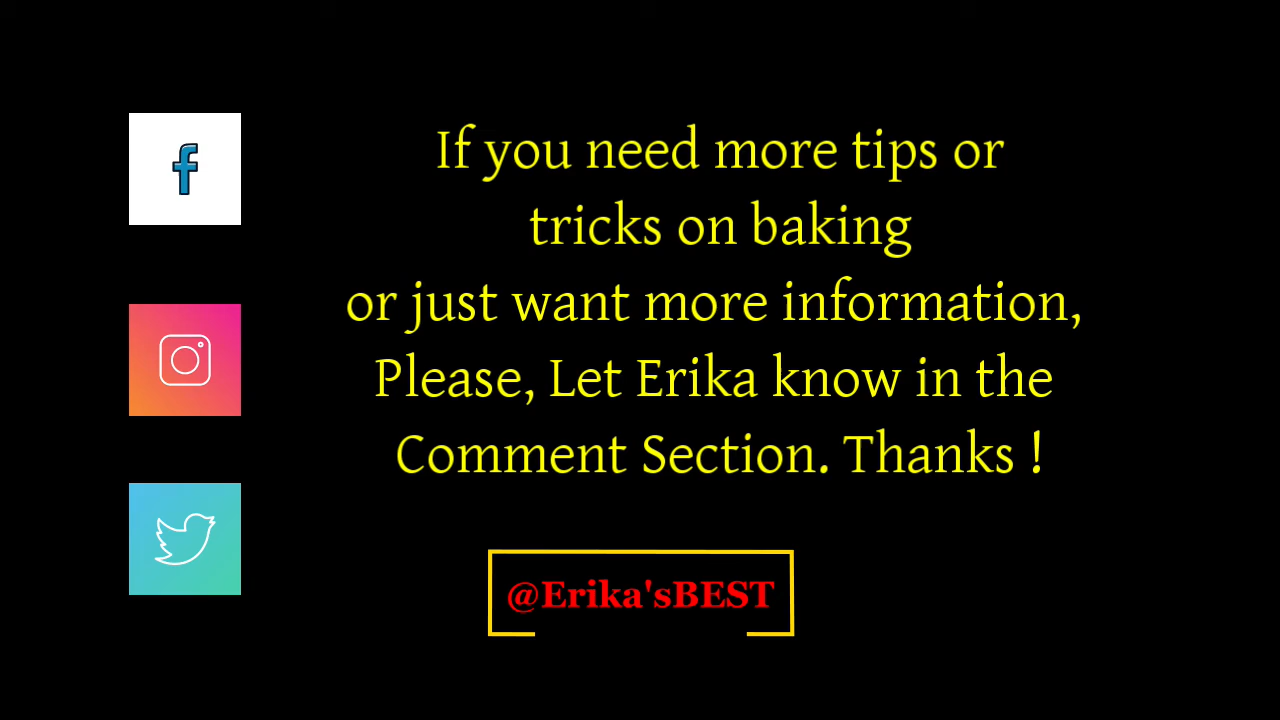 If you need more tips or
tricks on baking
or just want more information,
Please, Let Erika know in the
Comment Section. Thanks !
@Erika'sBEST